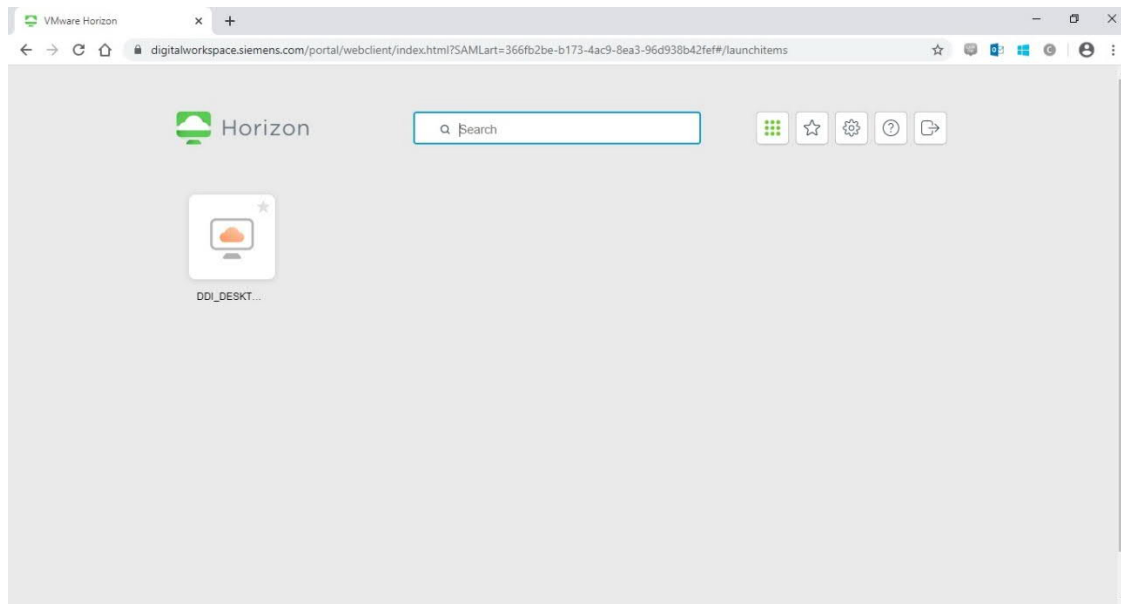 VMware Horizon
digitalworkspace.siemens.com/portal/webclient/index.html?SAMLart=366fb2be-b173-4ac9-8ea3-96d938b42fef#/launchitems
Horizon
Search
DDI_DESKT...